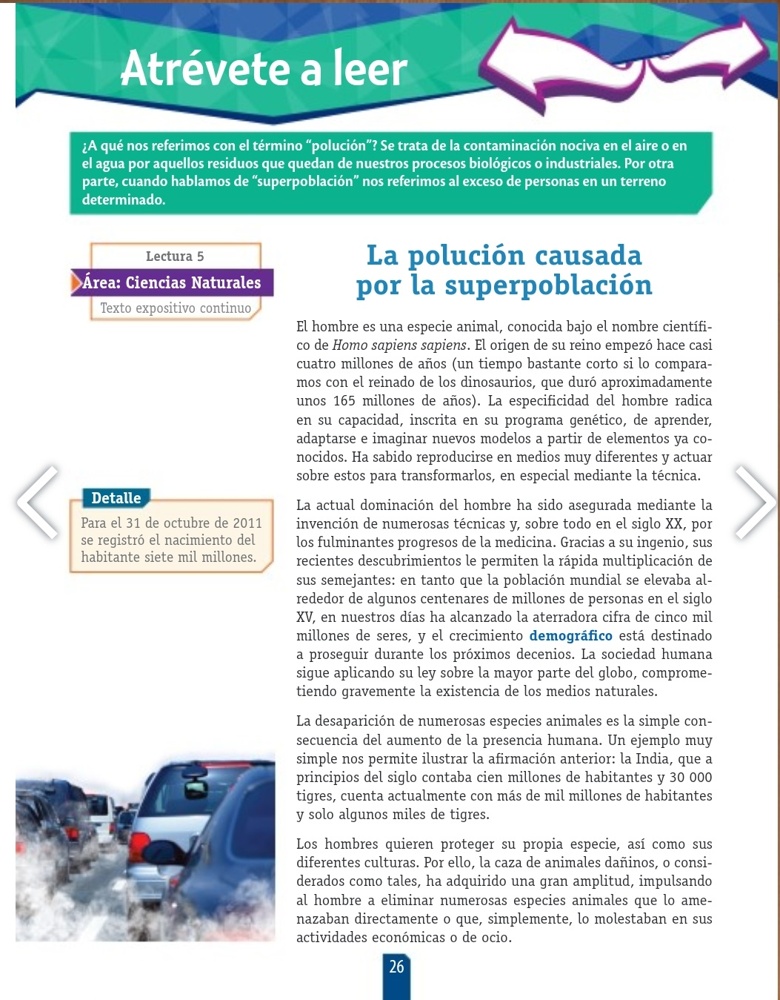 Atrévete a leer
¿A qué nos referimos con el término “polución”? Se trata de la contaminación nociva en el aire o en
el agua por aquellos residuos que quedan de nuestros procesos biológicos o industriales. Por otra
parte, cuando hablamos de “superpoblación” nos referimos al exceso de personas en un terreno
determinado.
Lectura 5
Área: Ciencias Naturales
Texto expositivo continuo
La polución causada
por la superpoblación
El hombre es una especie animal, conocida bajo el nombre científi-
co de Homo sapiens sapiens. El origen de su reino empezó hace casi
cuatro millones de años (un tiempo bastante corto si lo compara-
mos con el reinado de los dinosaurios, que duró aproximadamente
unos 165 millones de años). La especificidad del hombre radica
en su capacidad, inscrita en su programa genético, de aprender,
adaptarse e imaginar nuevos modelos a partir de elementos ya co-
nocidos. Ha sabido reproducirse en medios muy diferentes y actuar
sobre estos para transformarlos, en especial mediante la técnica.
Detalle
Para el 31 de octubre de 2011
se registró el nacimiento del
habitante siete mil millones.
La actual dominación del hombre ha sido asegurada mediante la
invención de numerosas técnicas y, sobre todo en el siglo XX, por
los fulminantes progresos de la medicina. Gracias a su ingenio, sus
recientes descubrimientos le permiten la rápida multiplicación de
sus semejantes: en tanto que la población mundial se elevaba al-
rededor de algunos centenares de millones de personas en el siglo
XV, en nuestros días ha alcanzado la aterradora cifra de cinco mil
millones de seres, y el crecimiento demográfico está destinado
a proseguir durante los próximos decenios. La sociedad humana
sigue aplicando su ley sobre la mayor parte del globo, comprome-
tiendo gravemente la existencia de los medios naturales.
La desaparición de numerosas especies animales es la simple con-
secuencia del aumento de la presencia humana. Un ejemplo muy
simple nos permite ilustrar la afirmación anterior: la India, que a
principios del siglo contaba cien millones de habitantes y 30 000
tigres, cuenta actualmente con más de mil millones de habitantes
y solo algunos miles de tigres.
Los hombres quieren proteger su propia especie, así como sus
diferentes culturas. Por ello, la caza de animales dañinos, o consi-
derados como tales, ha adquirido una gran amplitud, impulsando
al hombre a eliminar numerosas especies animales que lo ame-
nazaban directamente o que, simplemente, lo molestaban en sus
actividades económicas o de ocio.
26